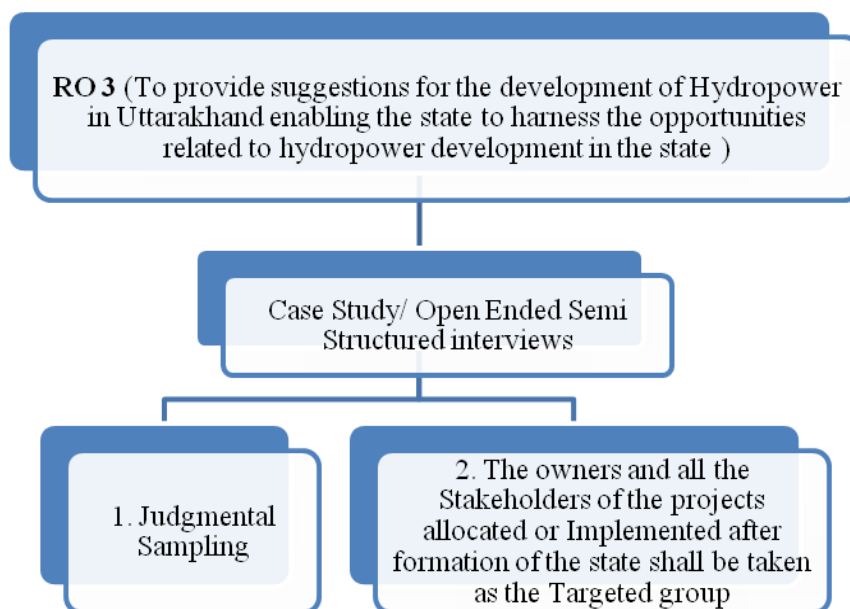 RO 3 (To provide suggestions for the development of Hydropower
in Uttarakhand enabling the state to harness the opportunities
related to hydropower development in the state )
Case Study/ Open Ended Semi
Structured interviews
1. Judgmental
Sampling
2. The owners and all the
Stakeholders of the projects
allocated or Implemented after
formation of the state shall be taken
as the Targeted group